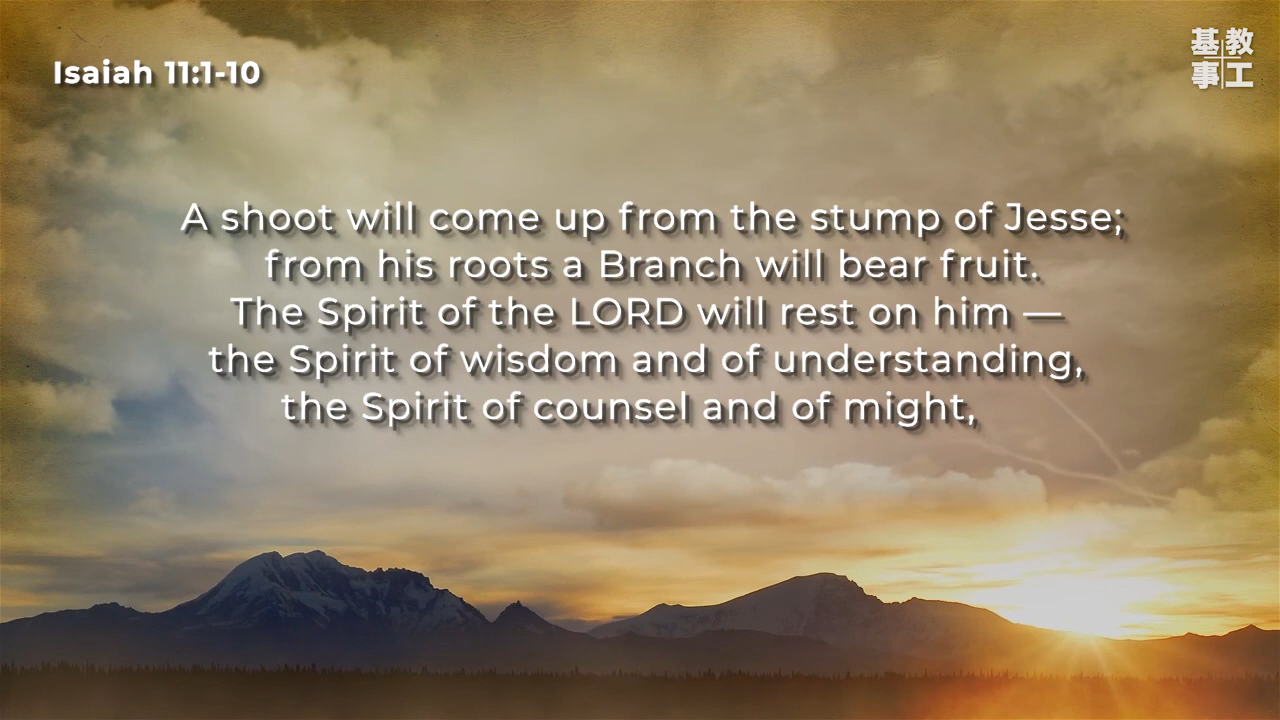 Isaiah 11:1-10
基教
事工
A shoot will come up from the stump of Jesse;
from his roots a Branch will bear fruit.
The Spirit of the LORD will rest on him —
the Spirit of wisdom and of understanding,
the Spirit of counsel and of might,